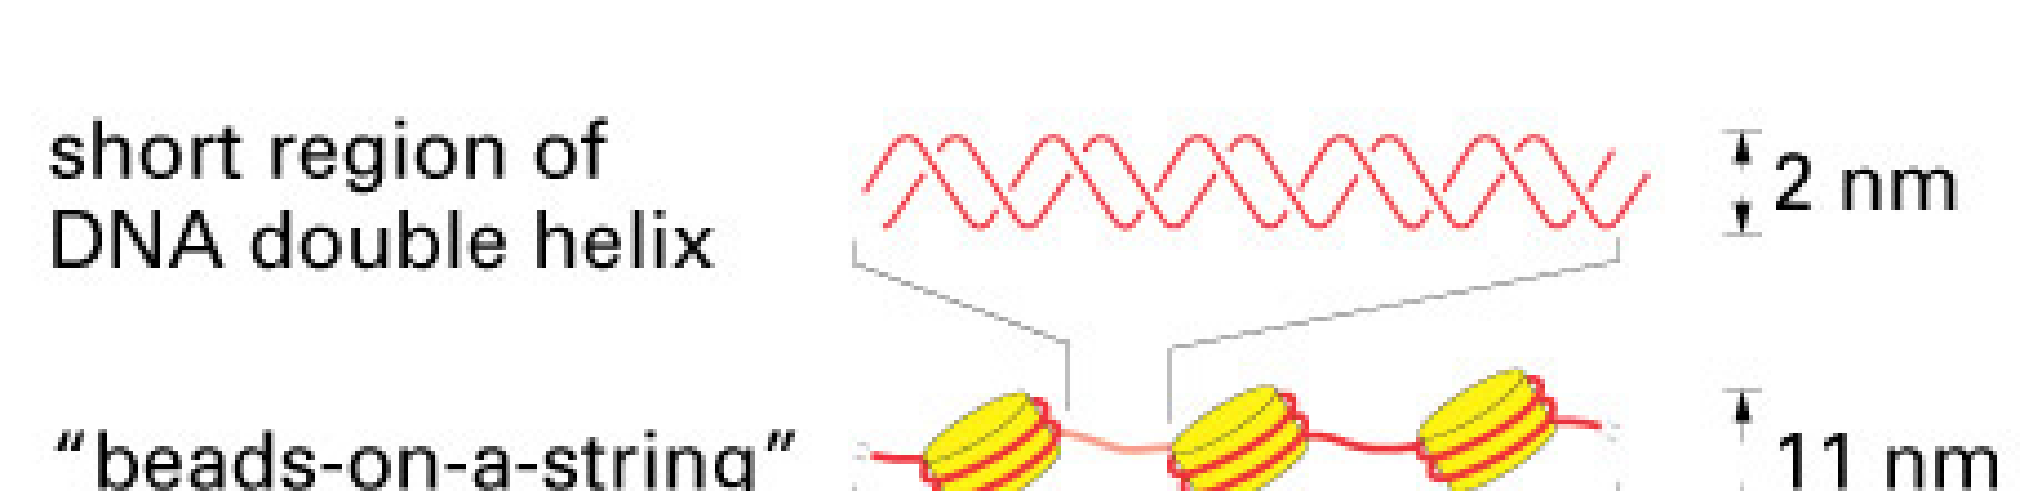 short region of
DNA double helix
2 nm
“beads-on-a-string”
11 nm